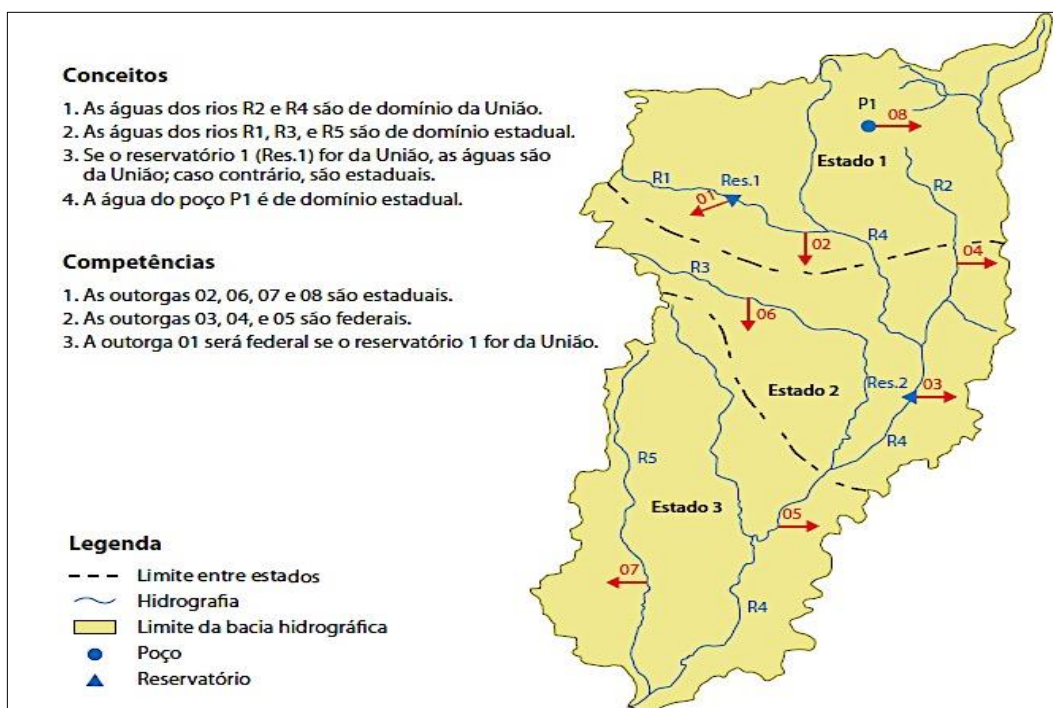 Conceitos
1. As águas dos rios R2 e R4 são de domínio da União.
2. As águas dos rios R1, R3, e R5 são de domínio estadual.
3. Se o reservatório 1 (Res.1) for da União, as águas são
da União; caso contrário, são estaduais.
4. A água do poço P1 é de domínio estadual.
Competências
1. As outorgas 02, 06, 07 e 08 são estaduais.
2. As outorgas 03, 04, e 05 são federais.
3. A outorga 01 será federal se o reservatório 1 for da União.
Legenda
Limite entre estados
Hidrografia
Limite da bacia hidrográfica
Poço
Reservatório
P1
08
Estado 1
R1
Res.1
R2
01
02
R4
04
R3
06
Res.2
03
Estado 2
R4
R5
Estado 3
05
07
R4